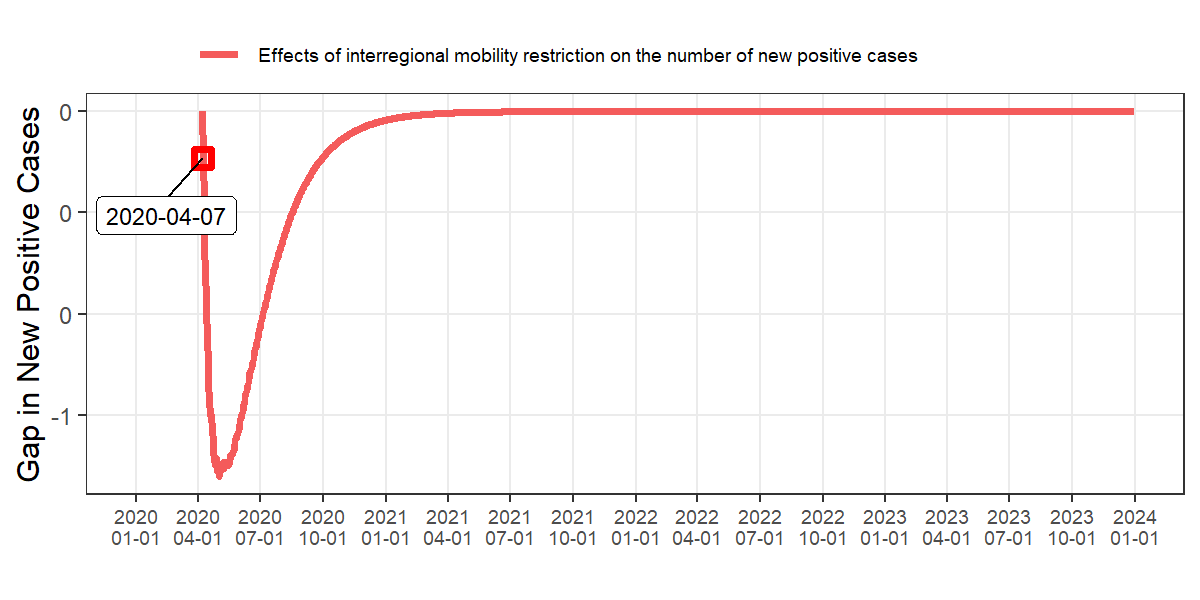 Effects of interregional mobility restriction on the number of new positive cases
Gap in New Positive Cases
0
0
0
-1
2020-04-07
2020 2020 2020 2020 2021 2021 2021 2021 2022 2022 2022 2022 2023 2023 2023 2023 2024
01-01 04-01 07-01 10-01 01-01 04-01 07-01 10-01 01-01 04-01 07-01 10-01 01-01 04-01 07-01 10-01 01-01